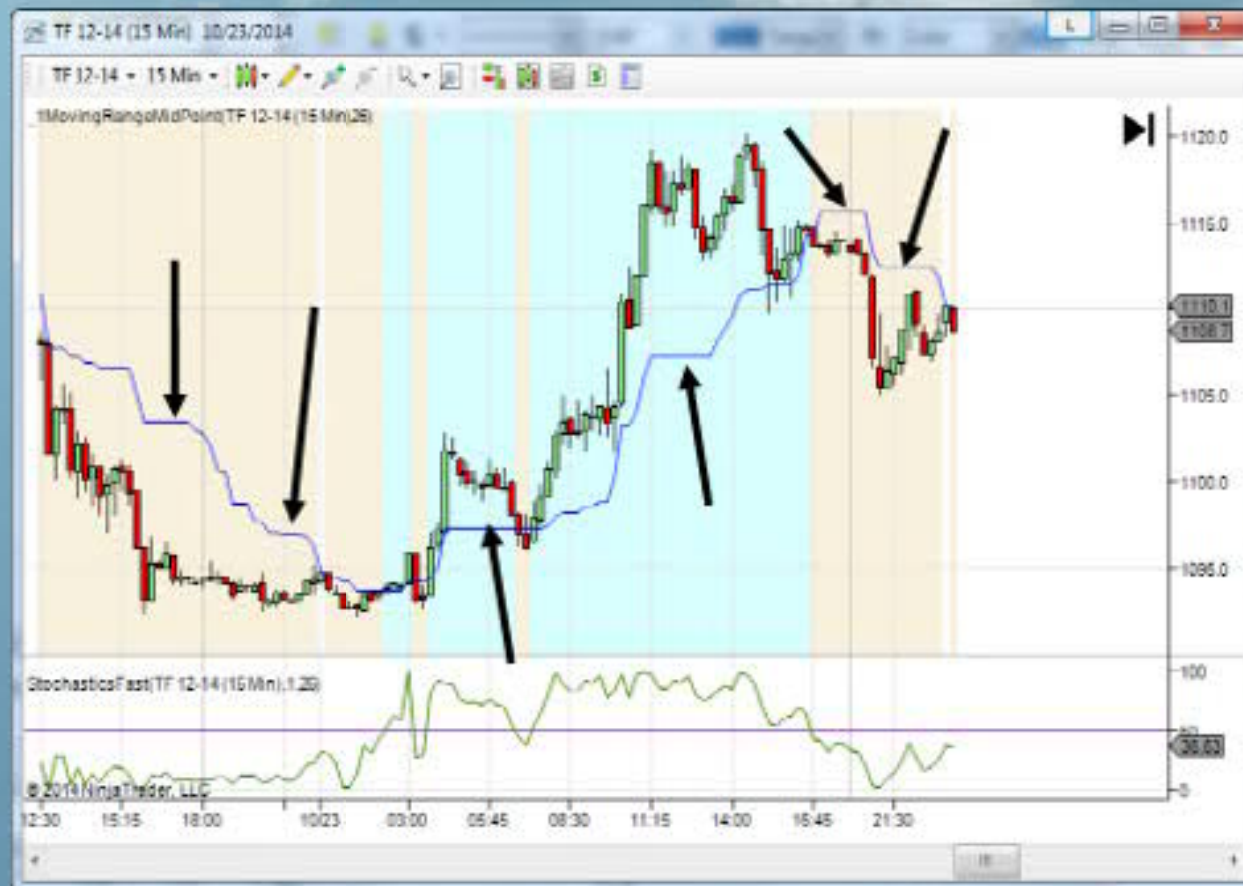 TF 12-14 (15 Min) 10/23/2014
L
TF 12-14 15 Min
_1MovingRangeMidPoint(TF 12-14 (15 Min),26)
1120.0
1115.0
1110.1
1108.7
1105.0
1100.0
1095.0
StochasticsFast(TF 12-14 (15 Min),1,26)
100
50
36.63
0
© 2014 NinjaTrader, LLC
12:30 15:15 18:00 10/23 03:00 05:45 08:30 11:15 14:00 16:45 21:30